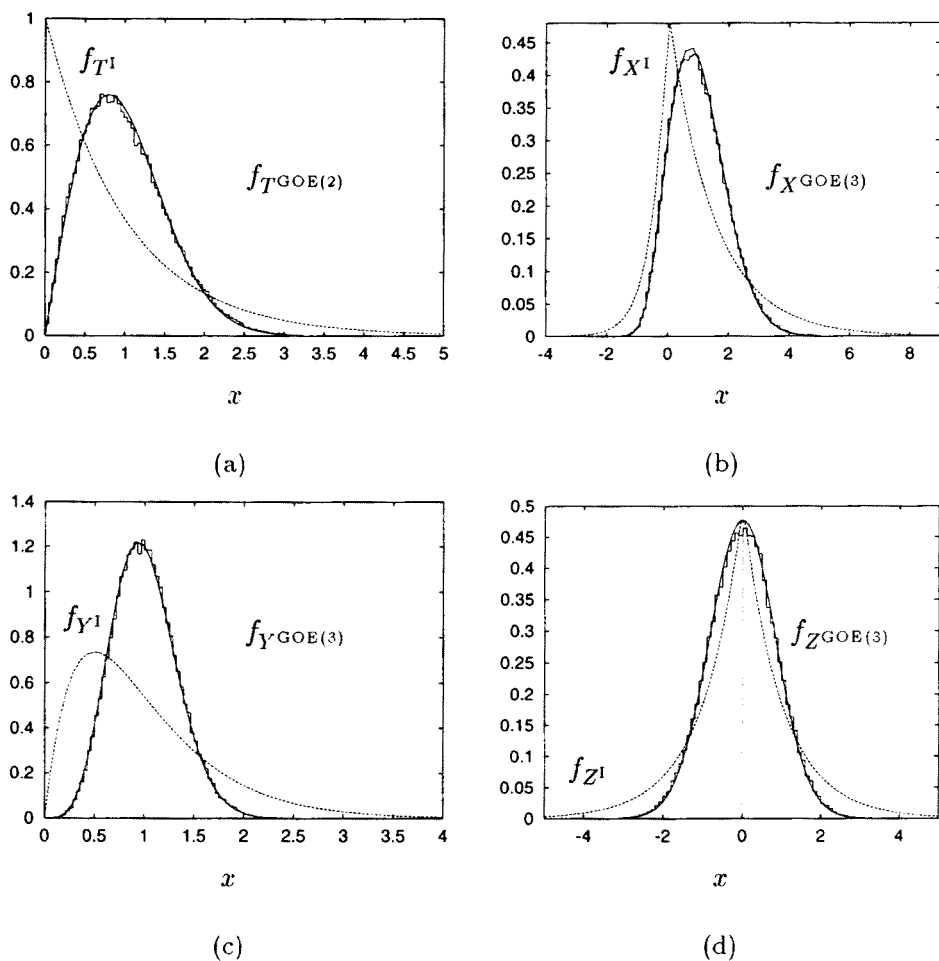 1
0.8
0.6
0.4
0.2
0
f_{T^I}
f_{T^{GOE(2)}}
0 0.5 1 1.5 2 2.5 3 3.5 4 4.5 5
x
(a)
0.45
0.4
0.35
0.3
0.25
0.2
0.15
0.1
0.05
0
f_{X^I}
f_{X^{GOE(3)}}
-4 -2 0 2 4 6 8
x
(b)
1.4
1.2
1
0.8
0.6
0.4
0.2
0
f_{Y^I}
f_{Y^{GOE(3)}}
0 0.5 1 1.5 2 2.5 3 3.5 4
x
(c)
0.5
0.45
0.4
0.35
0.3
0.25
0.2
0.15
0.1
0.05
0
f_{Z^{GOE(3)}}
f_{Z^I}
-4 -2 0 2 4
x
(d)